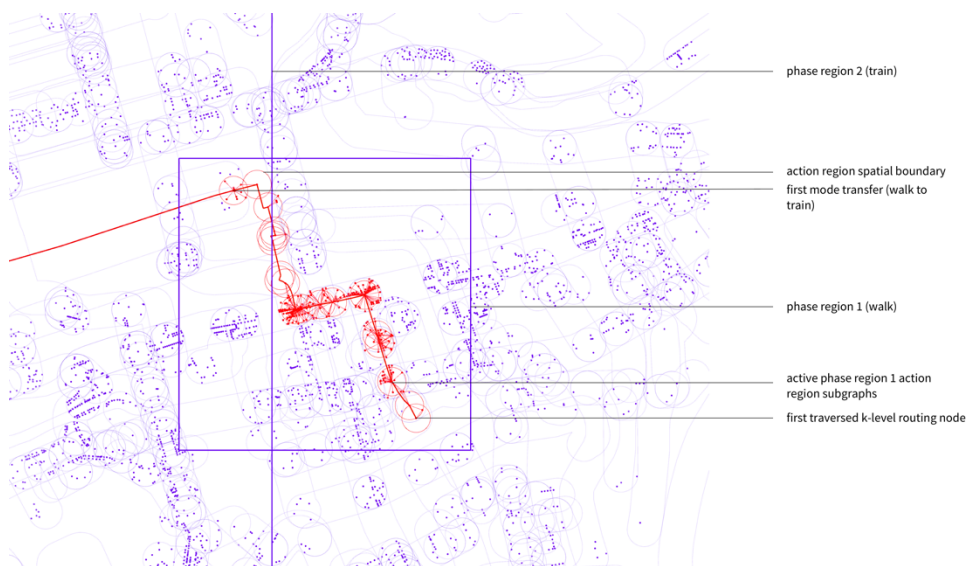 phase region 2 (train)
action region spatial boundary
first mode transfer (walk to
train)
phase region 1 (walk)
active phase region 1 action
region subgraphs
first traversed k-level routing node